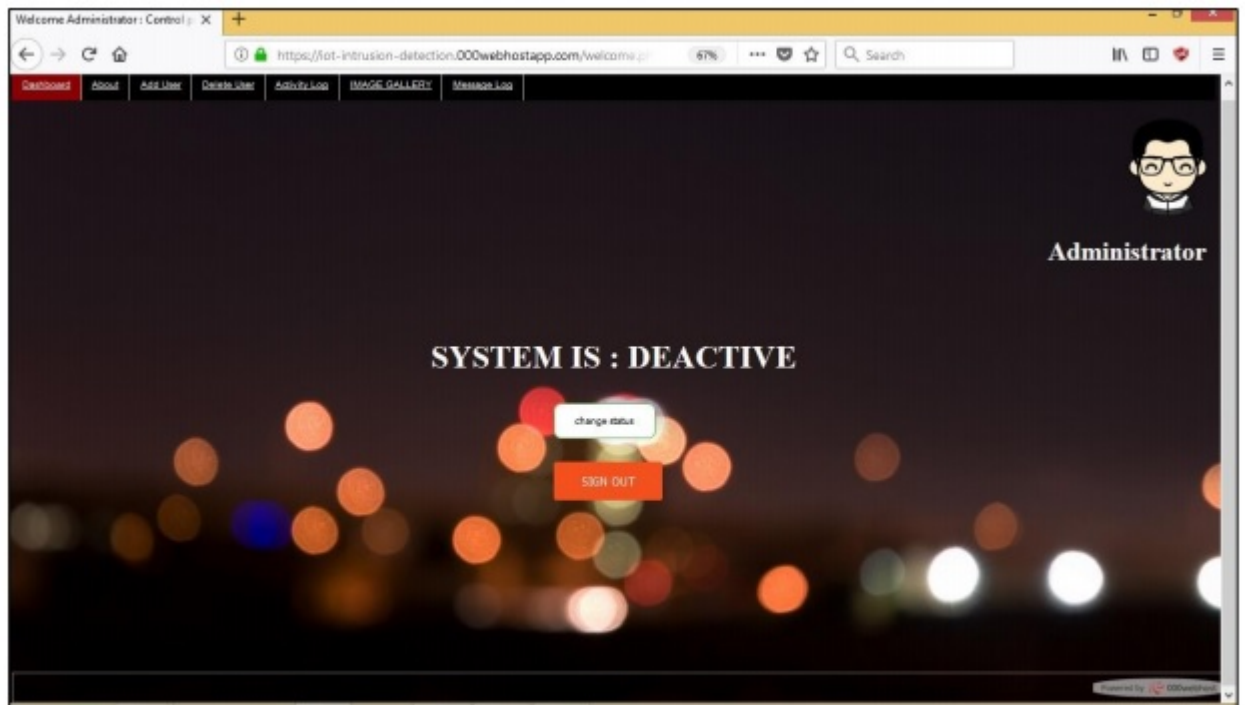 Welcome Administrator : Control
https://iot-intrusion-detection.000webhostapp.com/welcome.p
67%
Search
Dashboard About Add User Delete User Activity Log IMAGE GALLERY Message Log
Administrator
SYSTEM IS : DEACTIVE
change status
SIGN OUT
Powered by 000webhost